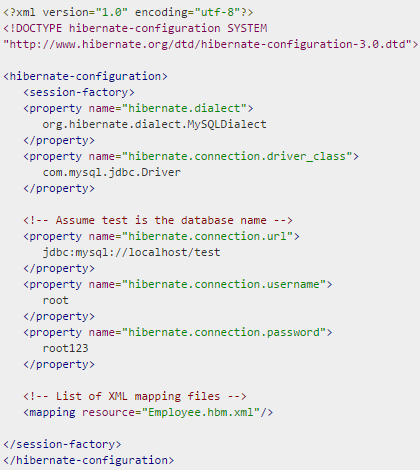 <?xml version="1.0" encoding="utf-8"?>
<!DOCTYPE hibernate-configuration SYSTEM
"http://www.hibernate.org/dtd/hibernate-configuration-3.0.dtd">

<hibernate-configuration>
   <session-factory>
   <property name="hibernate.dialect">
      org.hibernate.dialect.MySQLDialect
   </property>
   <property name="hibernate.connection.driver_class">
      com.mysql.jdbc.Driver
   </property>

   <!-- Assume test is the database name -->
   <property name="hibernate.connection.url">
      jdbc:mysql://localhost/test
   </property>
   <property name="hibernate.connection.username">
      root
   </property>
   <property name="hibernate.connection.password">
      root123
   </property>

   <!-- List of XML mapping files -->
   <mapping resource="Employee.hbm.xml"/>

</session-factory>
</hibernate-configuration>